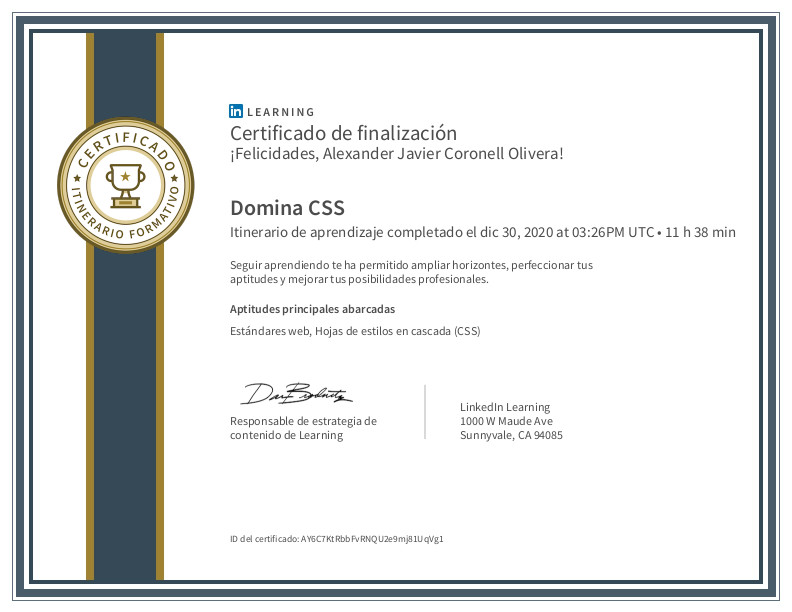 in LEARNING
Certificado de finalización
¡Felicidades, Alexander Javier Coronell Olivera!
CERTIFICADO
ITINERARIO FORMATIVO
Domina CSS
Itinerario de aprendizaje completado el dic 30, 2020 at 03:26PM UTC • 11 h 38 min
Seguir aprendiendo te ha permitido ampliar horizontes, perfeccionar tus
aptitudes y mejorar tus posibilidades profesionales.
Aptitudes principales abarcadas
Estándares web, Hojas de estilos en cascada (CSS)
Responsable de estrategia de
contenido de Learning
LinkedIn Learning
1000 W Maude Ave
Sunnyvale, CA 94085
ID del certificado: AY6C7KtRbbFvRNQU2e9mj81UqVg1